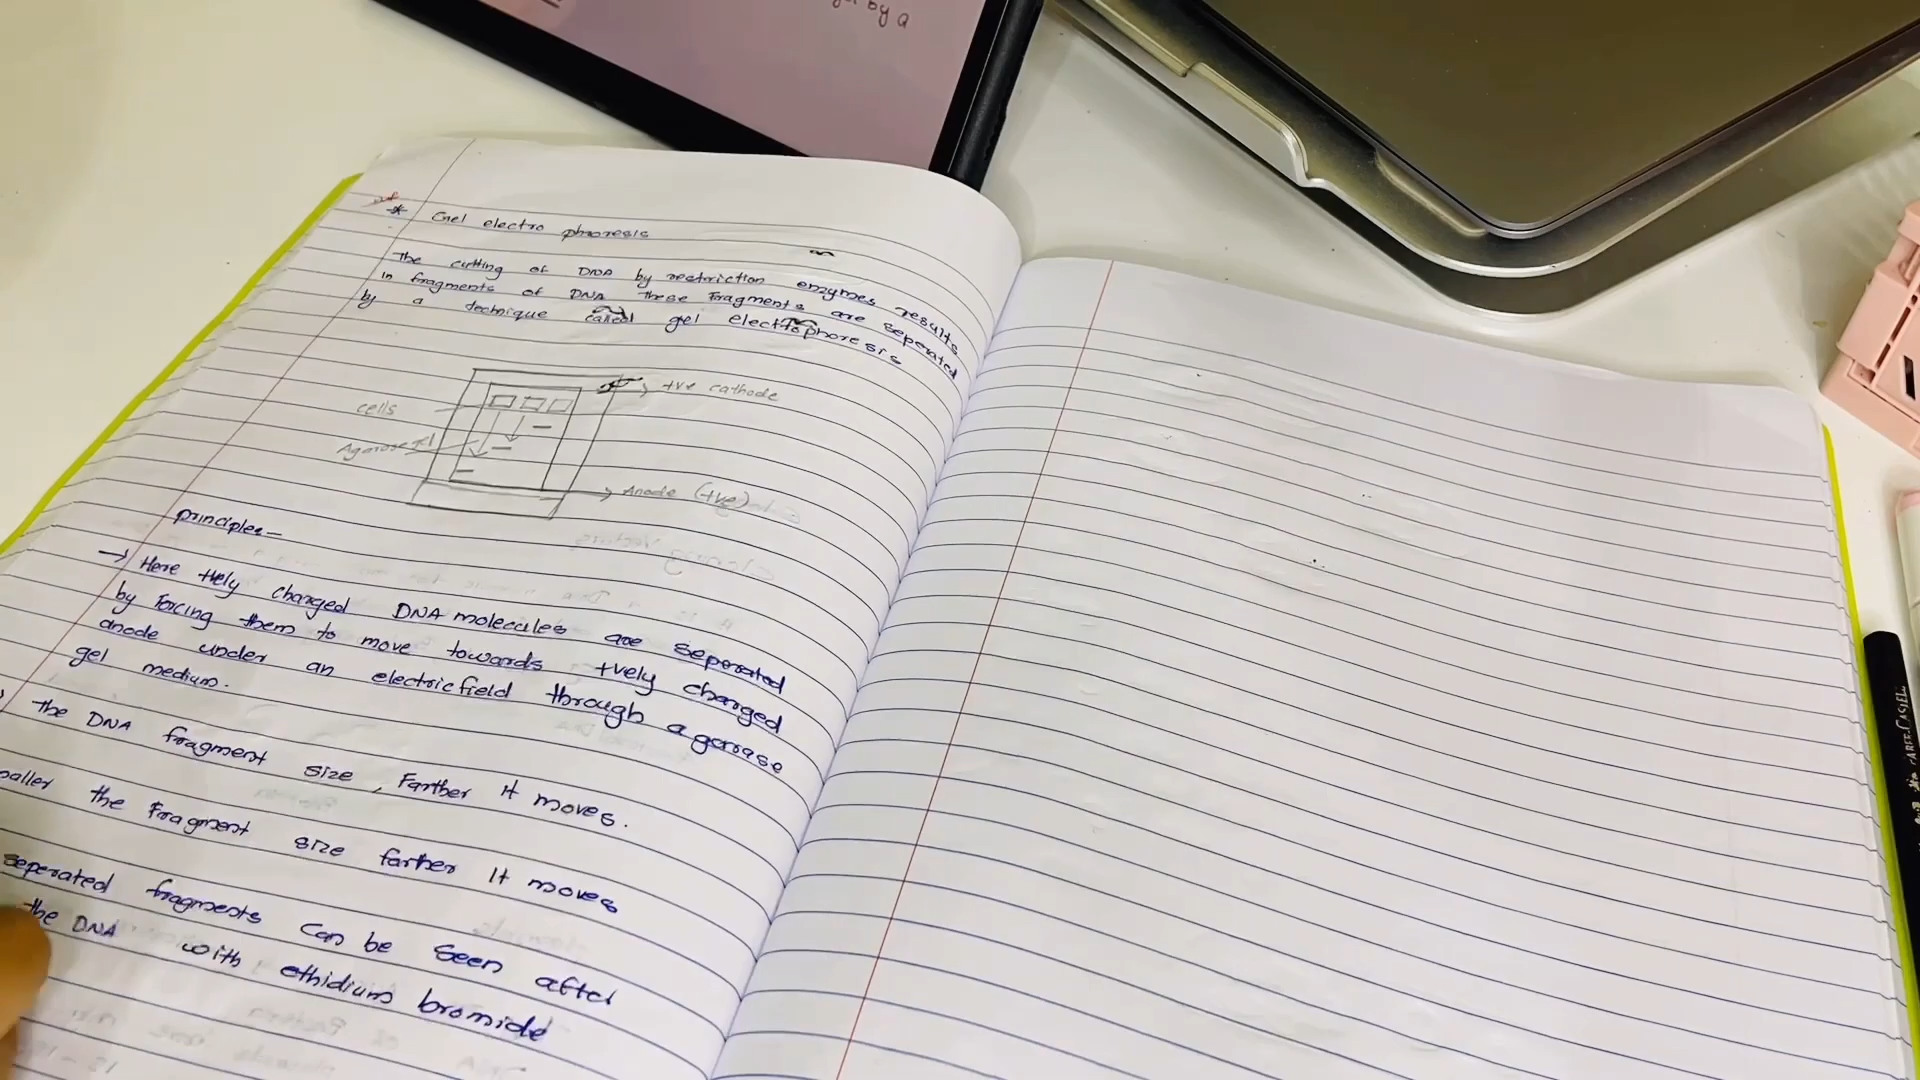 by a
* Gel electro phoresis
The cutting of DNA by restriction enzymes results
in fragments of DNA these Fragments are seperated
by a technique called gel electrophoresis
+ve cathode
cells
Agarose gel
Anode (+ve)
principles-
→ Here +vely charged DNA molecules are seperated
by forcing them to move towards +vely charged
anode under an electric field through agarose
gel medium.
the DNA fragment size, Farther it moves.
the Fragment size farther it moves
seperated fragments can be seen after
the DNA with ethidium bromide